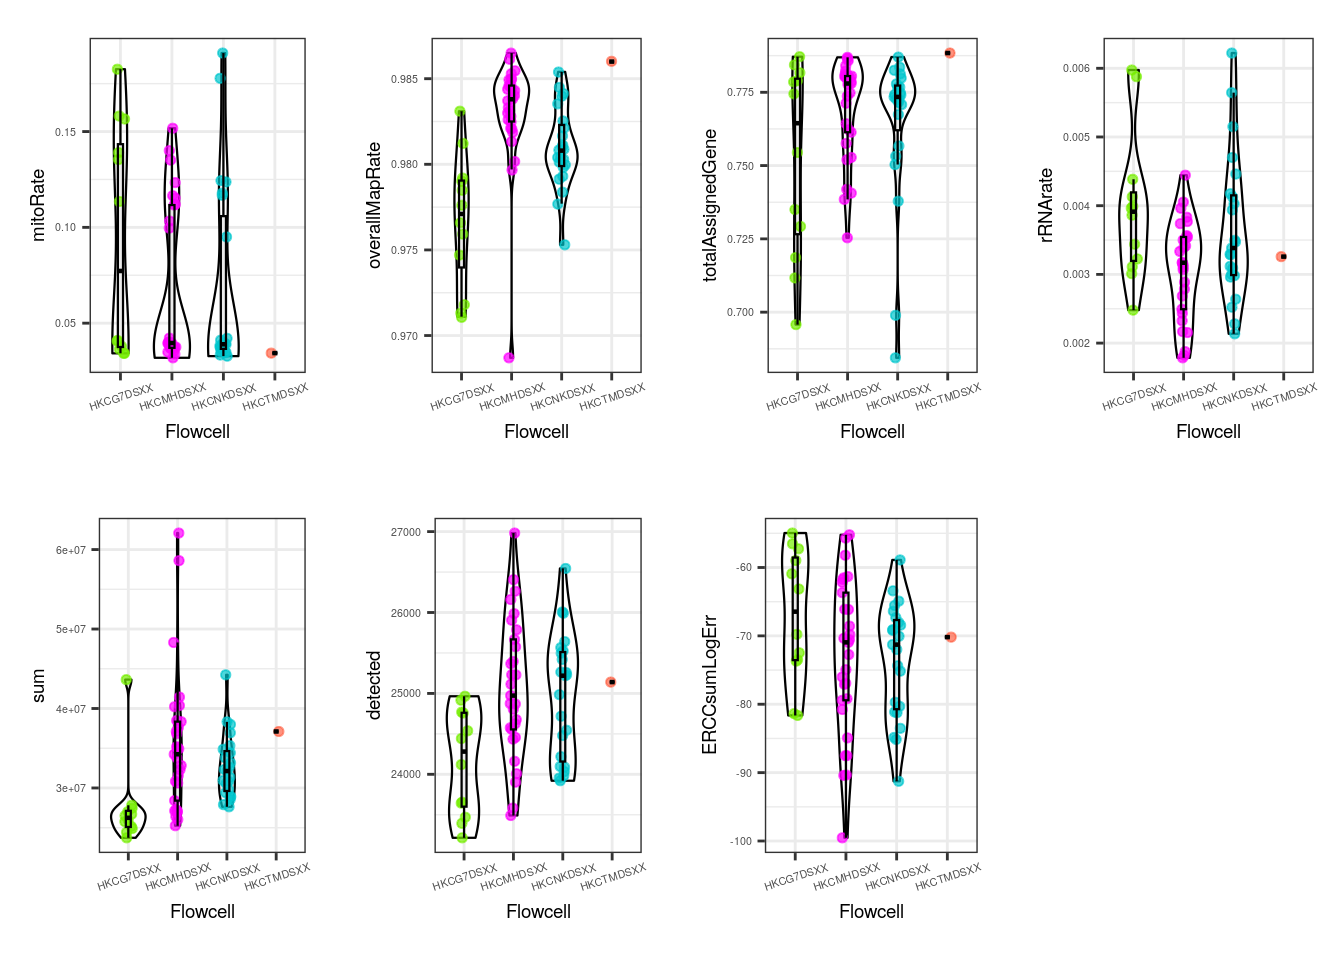 mitoRate
0.15
0.10
0.05
HKCG7DSXX
HKCMHDSXX
HKCNKDSXX
HKCTMDSXX
Flowcell
overallMapRate
0.985
0.980
0.975
0.970
HKCG7DSXX
HKCMHDSXX
HKCNKDSXX
HKCTMDSXX
Flowcell
totalAssignedGene
0.775
0.750
0.725
0.700
HKCG7DSXX
HKCMHDSXX
HKCNKDSXX
HKCTMDSXX
Flowcell
rRNArate
0.006
0.005
0.004
0.003
0.002
HKCG7DSXX
HKCMHDSXX
HKCNKDSXX
HKCTMDSXX
Flowcell
sum
6e+07
5e+07
4e+07
3e+07
HKCG7DSXX
HKCMHDSXX
HKCNKDSXX
HKCTMDSXX
Flowcell
detected
27000
26000
25000
24000
HKCG7DSXX
HKCMHDSXX
HKCNKDSXX
HKCTMDSXX
Flowcell
ERCCsumLogErr
-60
-70
-80
-90
-100
HKCG7DSXX
HKCMHDSXX
HKCNKDSXX
HKCTMDSXX
Flowcell